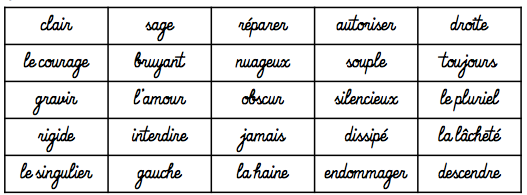 clair sage réparer autoriser droite
le courage bruyant nuageux souple toujours
gravir l'amour obscur silencieux le pluriel
rigide interdire jamais dissipé la lâcheté
le singulier gauche la haine endommager descendre